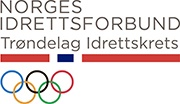 NORGES
IDRETTSFORBUND
Trøndelag Idrettskrets